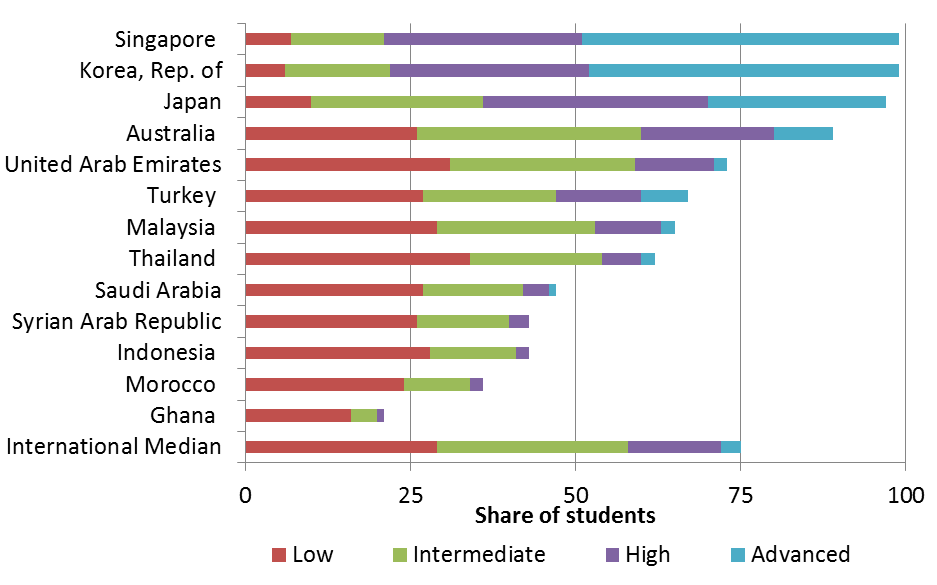 Singapore
Korea, Rep. of
Japan
Australia
United Arab Emirates
Turkey
Malaysia
Thailand
Saudi Arabia
Syrian Arab Republic
Indonesia
Morocco
Ghana
International Median
0 25 50 75 100
Share of students
Low Intermediate High Advanced